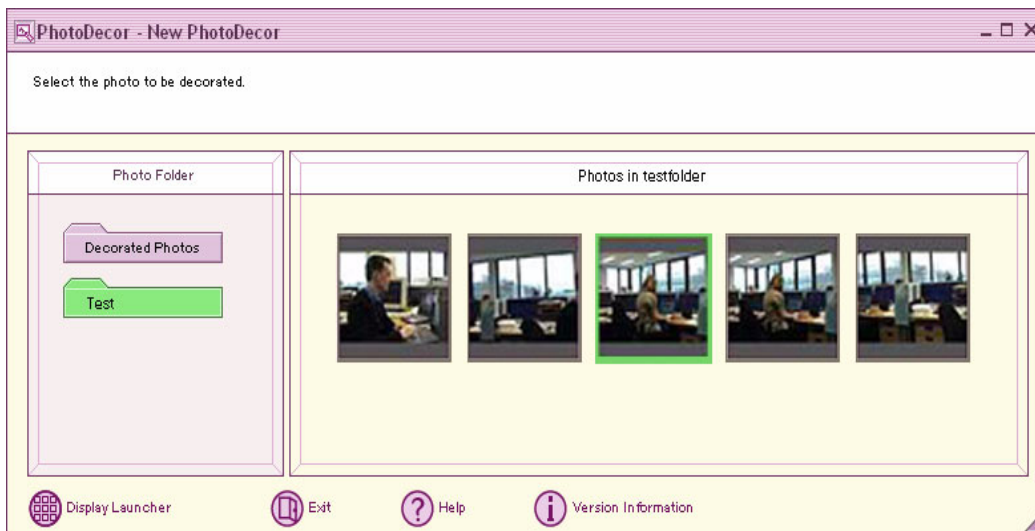 PhotoDecor - New PhotoDecor
Select the photo to be decorated.
Photo Folder
Decorated Photos
Test
Photos in testfolder
Display Launcher
Exit
Help
Version Information